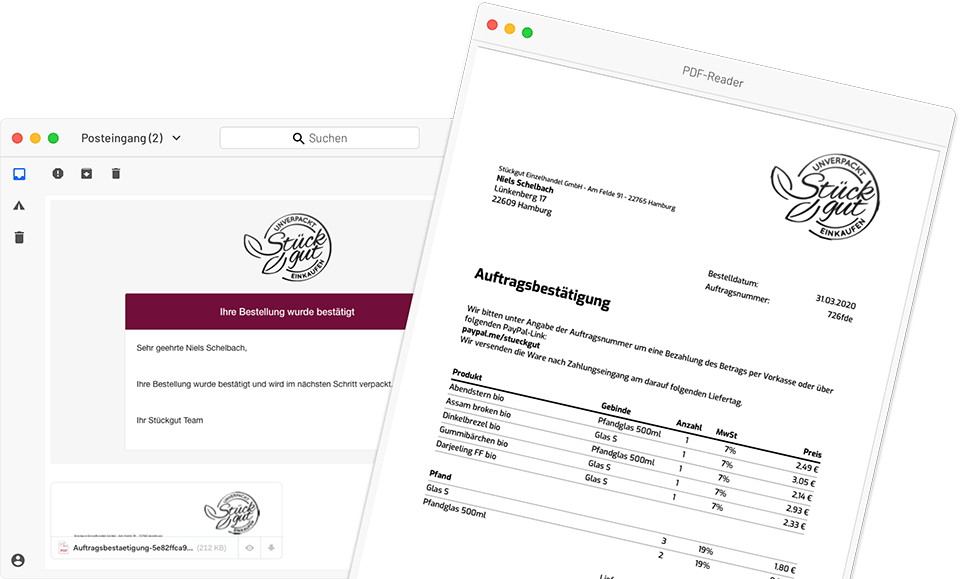 Posteingang (2)
Suchen
UNVERPACKT
Stück
gut
EINKAUFEN
Ihre Bestellung wurde bestätigt
Sehr geehrte Niels Schelbach,
Ihre Bestellung wurde bestätigt und wird im nächsten Schritt verpackt.
Ihr Stückgut Team
UNVERPACKT
Stück
gut
EINKAUFEN
PDF
Auftragsbestaetigung-5e82ffca9... (212 KB)
PDF-Reader
UNVERPACKT
Stück
gut
EINKAUFEN
Stückgut Einzelhandel GmbH - Am Felde 91 - 22765 Hamburg
Niels Schelbach
Lünkenberg 17
22609 Hamburg
Bestelldatum: 31.03.2020
Auftragsnummer: 726fde
Auftragsbestätigung
Wir bitten unter Angabe der Auftragsnummer um eine Bezahlung des Betrags per Vorkasse oder über
folgenden PayPal-Link:
paypal.me/stueckgut
Wir versenden die Ware nach Zahlungseingang am darauf folgenden Liefertag.
Produkt Gebinde Anzahl MwSt Preis
Abendstern bio Pfandglas 500ml 1 7% 2.49 €
Assam broken bio Glas S 1 7% 3.05 €
Dinkelbrezel bio Pfandglas 500ml 1 7% 2.14 €
Gummibärchen bio Glas S 1 7% 2.93 €
Darjeeling FF bio Glas S 1 7% 2.33 €
Pfand
Glas S 3 19% 1.80 €
Pfandglas 500ml 2 19%